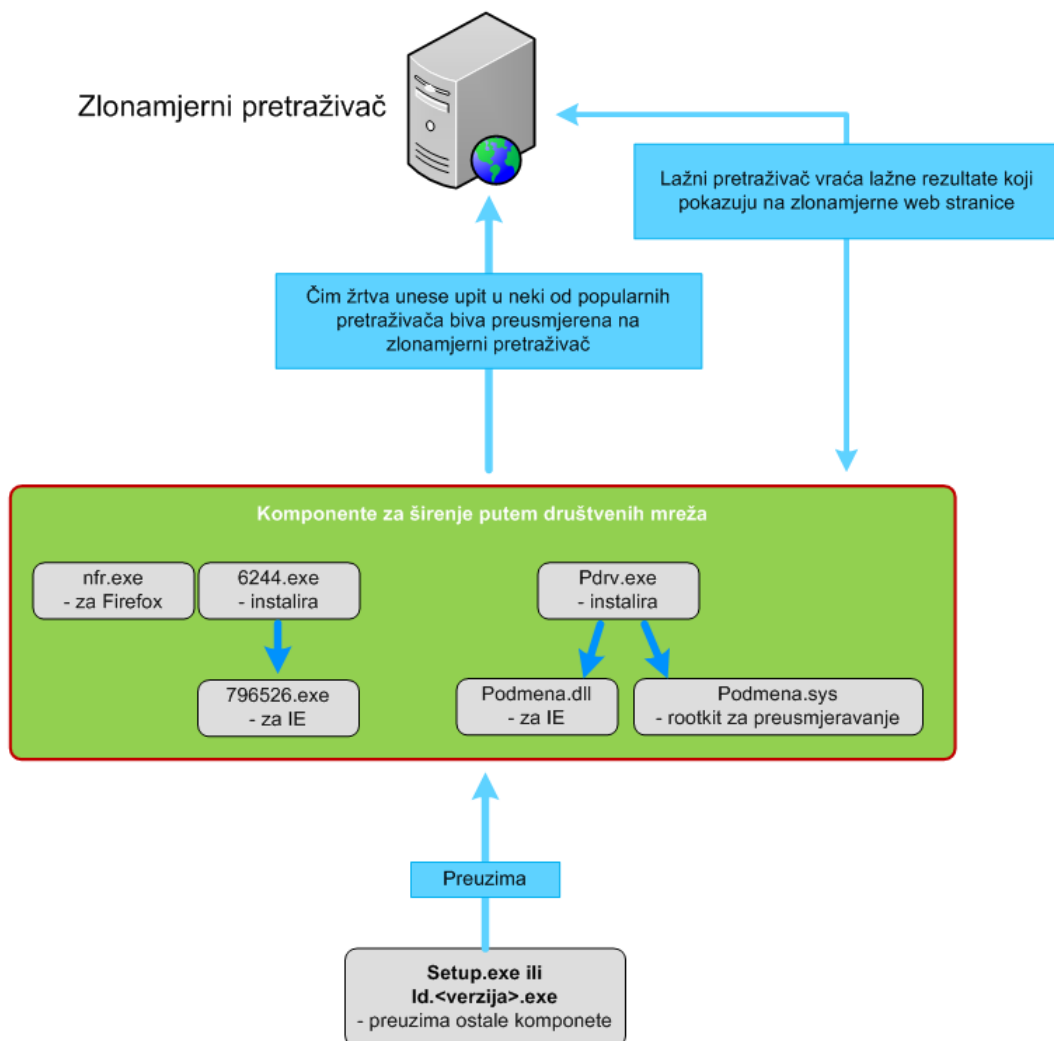 Zlonamjerni pretraživač
Lažni pretraživač vraća lažne rezultate koji
pokazuju na zlonamjerne web stranice
Čim žrtva unese upit u neki od popularnih
pretraživača biva preusmjerena na
zlonamjerni pretraživač
Komponente za širenje putem društvenih mreža
nfr.exe
- za Firefox
6244.exe
- instalira
Pdrv.exe
- instalira
796526.exe
- za IE
Podmena.dll
- za IE
Podmena.sys
- rootkit za preusmjeravanje
Preuzima
Setup.exe ili
Id.<verzija>.exe
- preuzima ostale komponete